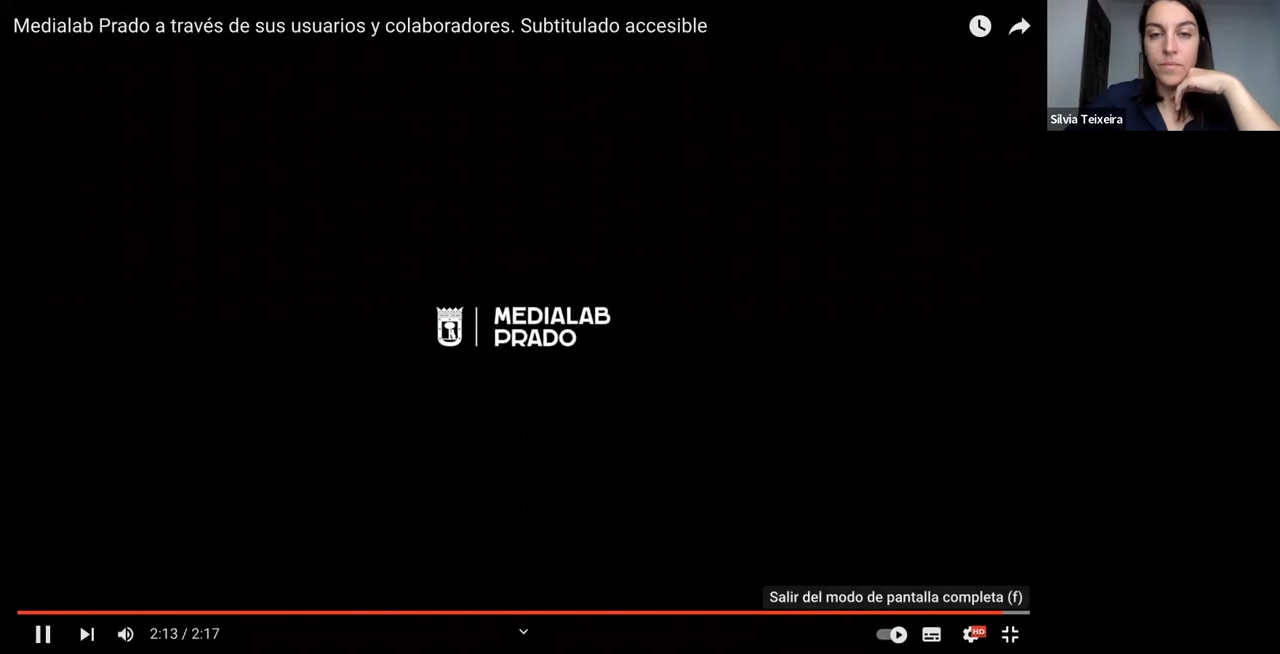 Medialab Prado a través de sus usuarios y colaboradores. Subtitulado accesible
Silvia Teixeira
MEDIALAB
PRADO
Salir del modo de pantalla completa (f)
2:13 / 2:17
HD